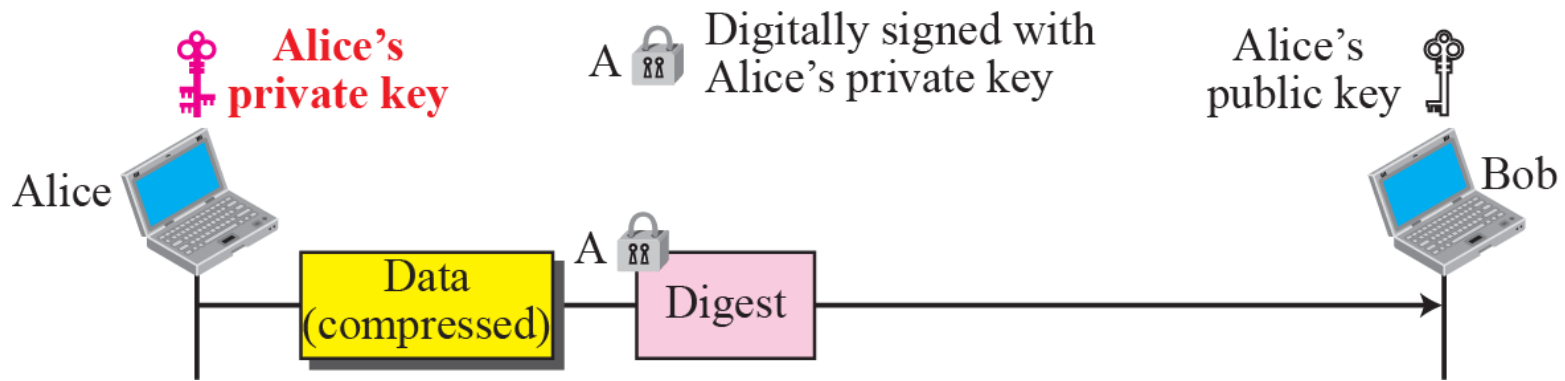 Alice’s
private key
A
Digitally signed with
Alice’s private key
Alice’s
public key
Alice
Bob
Data
(compressed)
A
Digest